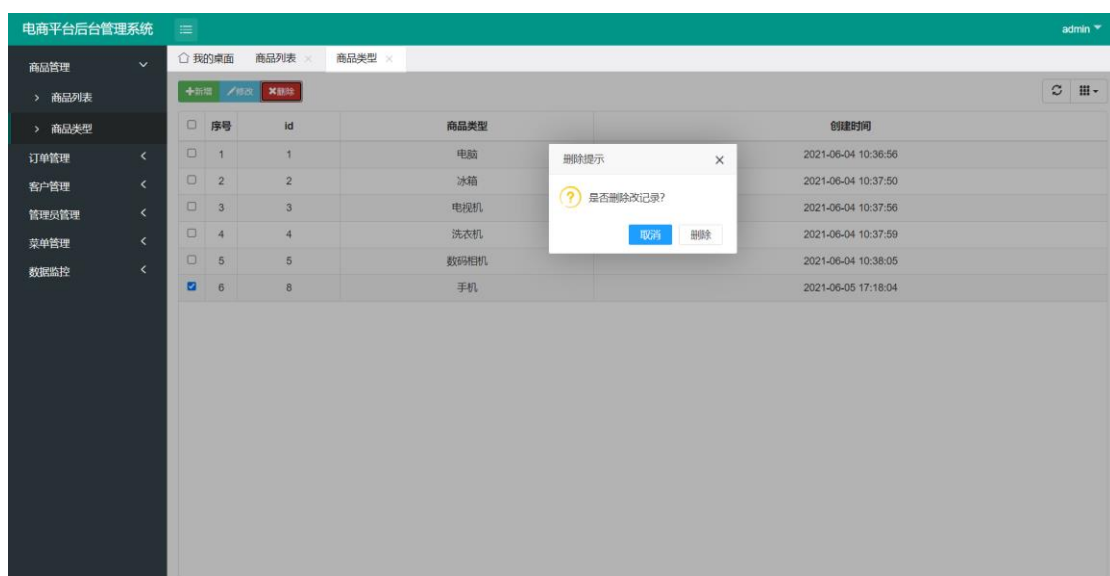 电商平台后台管理系统 admin
我的桌面 商品列表 商品类型
商品管理
商品列表
商品类型
订单管理
客户管理
管理员管理
菜单管理
数据监控
新增 修改 删除
序号 id 商品类型 创建时间
1 1 电脑 2021-06-04 10:36:56
2 2 冰箱 2021-06-04 10:37:50
3 3 电视机 2021-06-04 10:37:56
4 4 洗衣机 2021-06-04 10:37:59
5 5 数码相机 2021-06-04 10:38:05
6 8 手机 2021-06-05 17:18:04
删除提示
是否删除改记录?
取消 删除